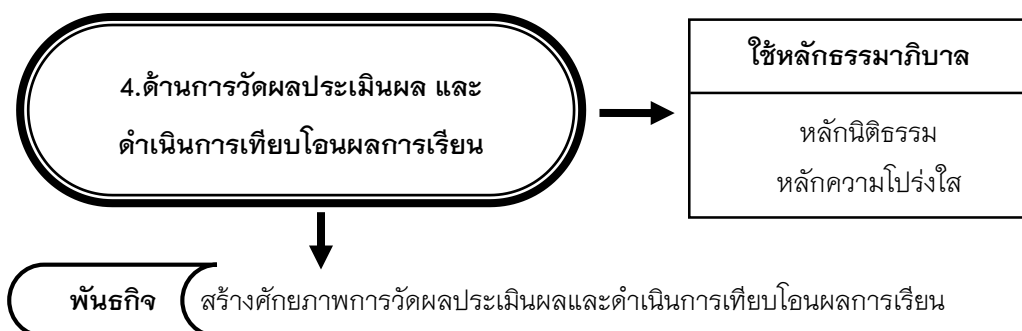 4.ด้านการวัดผลประเมินผล และ
ดำเนินการเทียบโอนผลการเรียน
ใช้หลักธรรมาภิบาล
หลักนิติธรรม
หลักความโปร่งใส
พันธกิจ สร้างศักยภาพการวัดผลประเมินผลและดำเนินการเทียบโอนผลการเรียน